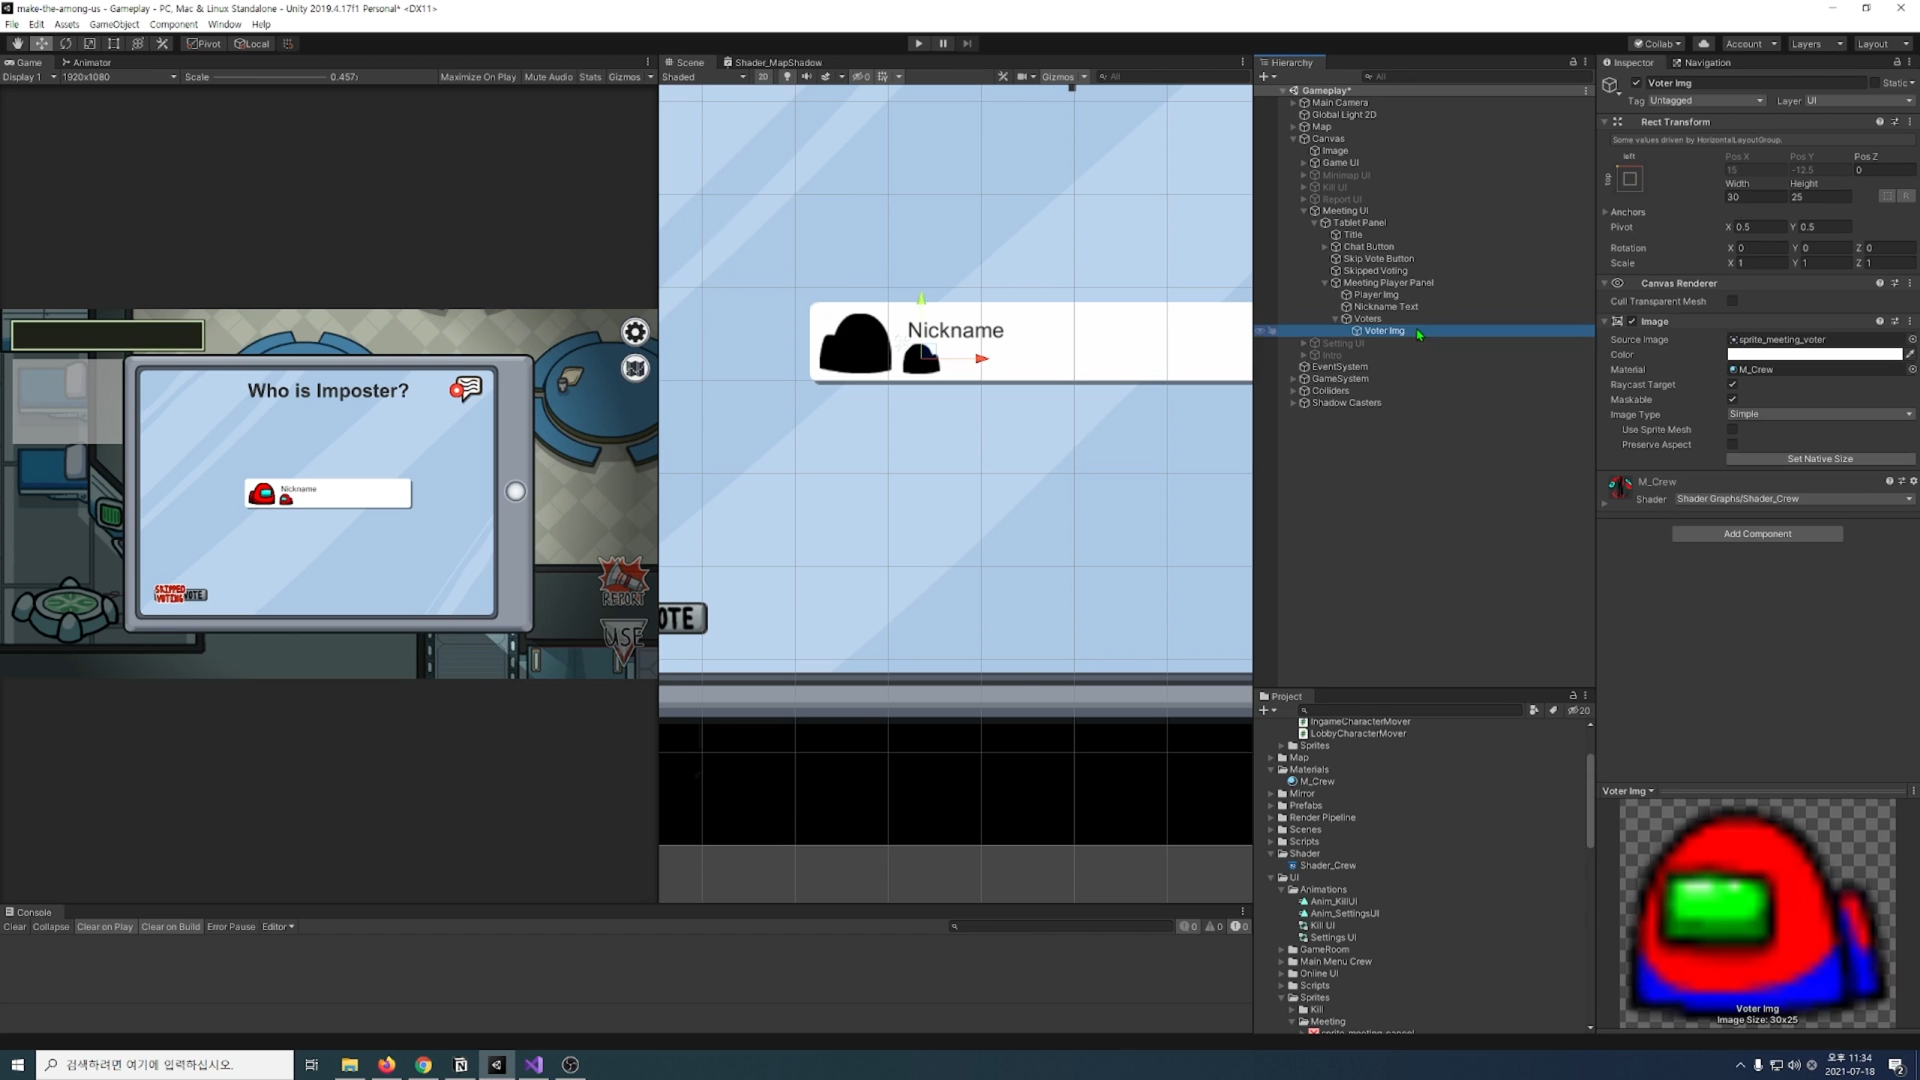 make-the-among-us - Gameplay - PC, Mac & Linux Standalone - Unity 2019.4.17f1 Personal* <DX11>
File Edit Assets GameObject Component Window Help
Pivot Local Collab Account Layers Layout
Game Animator
Display 1 1920x1080 Scale 0.457x Maximize On Play Mute Audio Stats Gizmos
Who is Imposter?
Nickname
SKIPPED
VOTING VOTE
REPORT
USE
Scene Shader_MapShadow
Shaded 2D 0 Gizmos All
Nickname
OTE
Hierarchy
All
Gameplay*
Main Camera
Global Light 2D
Map
Canvas
Image
Game UI
Minimap UI
Kill UI
Report UI
Meeting UI
Tablet Panel
Title
Chat Button
Skip Vote Button
Skipped Voting
Meeting Player Panel
Player Img
Nickname Text
Voters
Voter Img
Setting UI
Intro
EventSystem
GameSystem
Colliders
Shadow Casters
Project
20
IngameCharacterMover
LobbyCharacterMover
Sprites
Map
Materials
M_Crew
Mirror
Prefabs
Render Pipeline
Scenes
Scripts
Shader
Shader_Crew
UI
Animations
Anim_KillUI
Anim_SettingsUI
Kill UI
Settings UI
GameRoom
Main Menu Crew
Online UI
Scripts
Sprites
Kill
Meeting
sprite_meeting_cancel
Inspector Navigation
Voter Img Static
Tag Untagged Layer UI
Rect Transform
Some values driven by HorizontalLayoutGroup.
left Pos X Pos Y Pos Z
top 15 -12.5 0
Width Height
30 25 R
Anchors
Pivot X 0.5 Y 0.5
Rotation X 0 Y 0 Z 0
Scale X 1 Y 1 Z 1
Canvas Renderer
Cull Transparent Mesh
Image
Source Image sprite_meeting_voter
Color
Material M_Crew
Raycast Target
Maskable
Image Type Simple
Use Sprite Mesh
Preserve Aspect
Set Native Size
M_Crew
Shader Shader Graphs/Shader_Crew
Add Component
Voter Img
Voter Img
Image Size: 30x25
Console
Clear Collapse Clear on Play Clear on Build Error Pause Editor 0 0 0
검색하려면 여기에 입력하십시오.
오후 11:34
2021-07-18
2